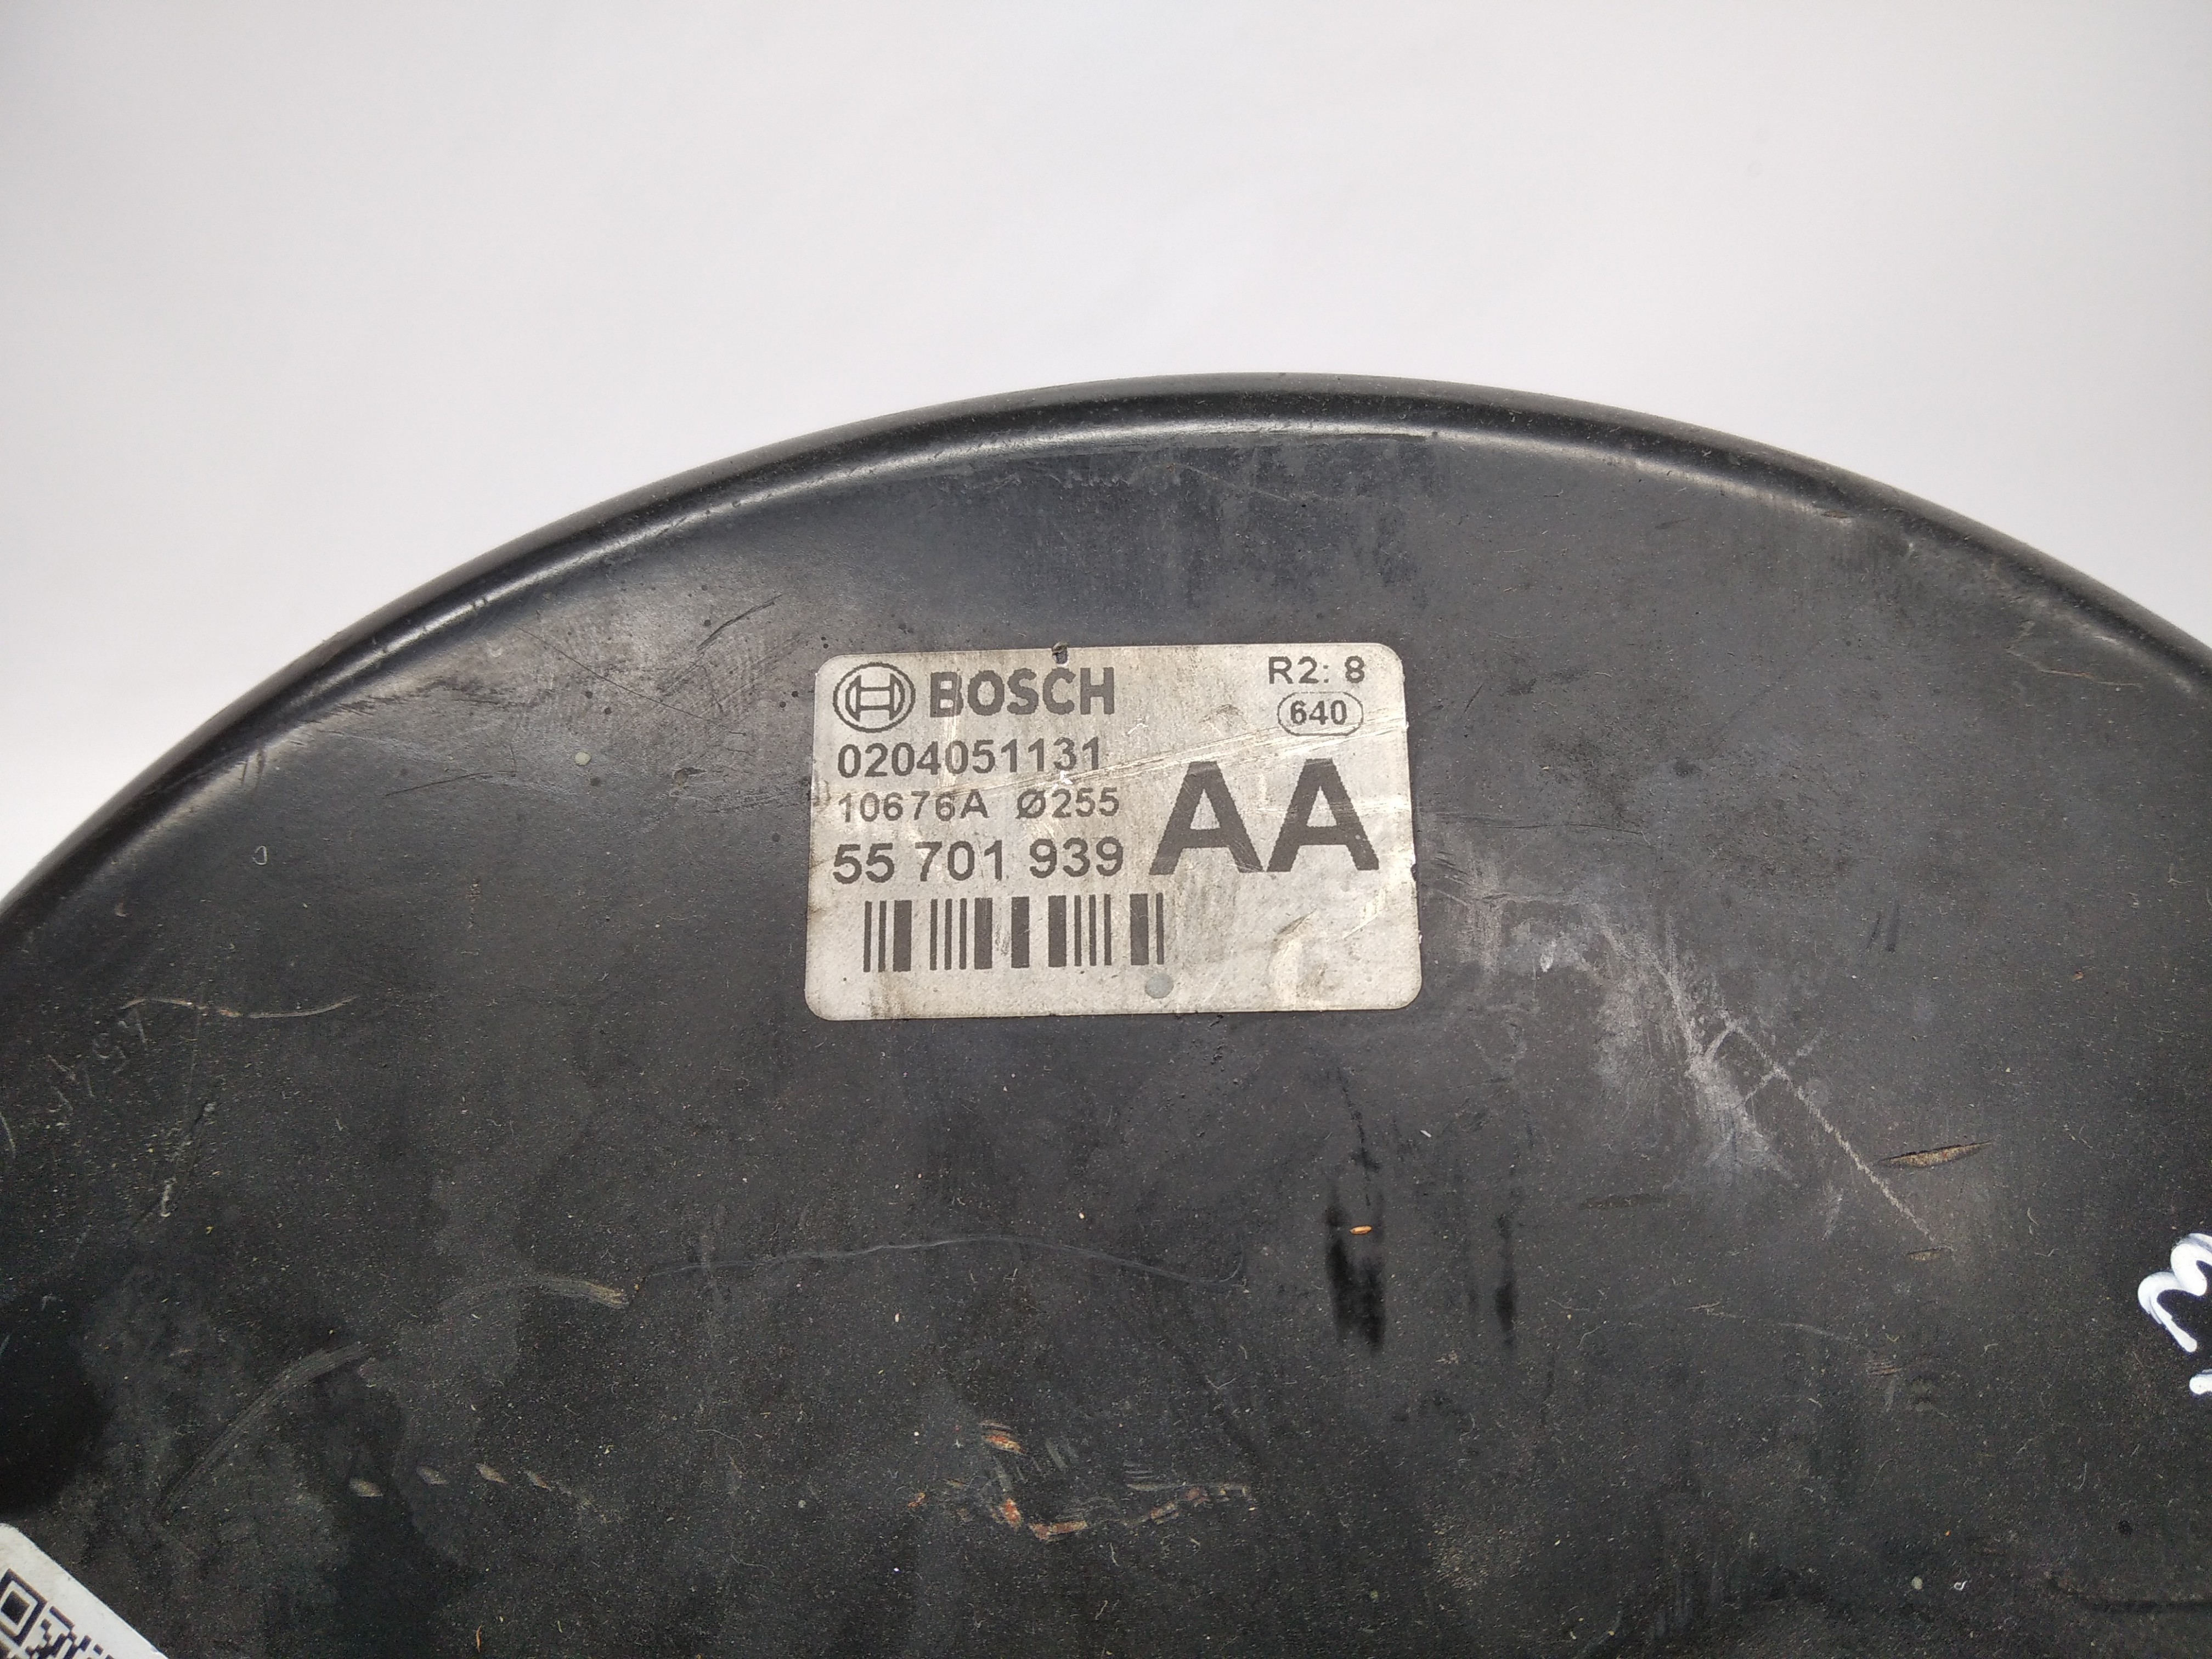 BOSCH R2: 8
640
0204051131
10676A Ø255
55 701 939 AA